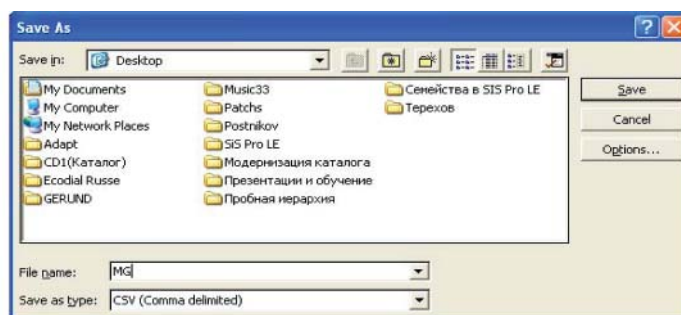 Save As
Save in: Desktop
My Documents
My Computer
My Network Places
Adapt
CD1(Каталог)
Ecodial Russe
GERUND
Music33
Patchs
Postnikov
SiS Pro LE
Модернизация каталога
Презентации и обучение
Пробная иерархия
Семейства в SIS Pro LE
Терехов
Save
Cancel
Options...
File name: MG
Save as type: CSV (Comma delimited)